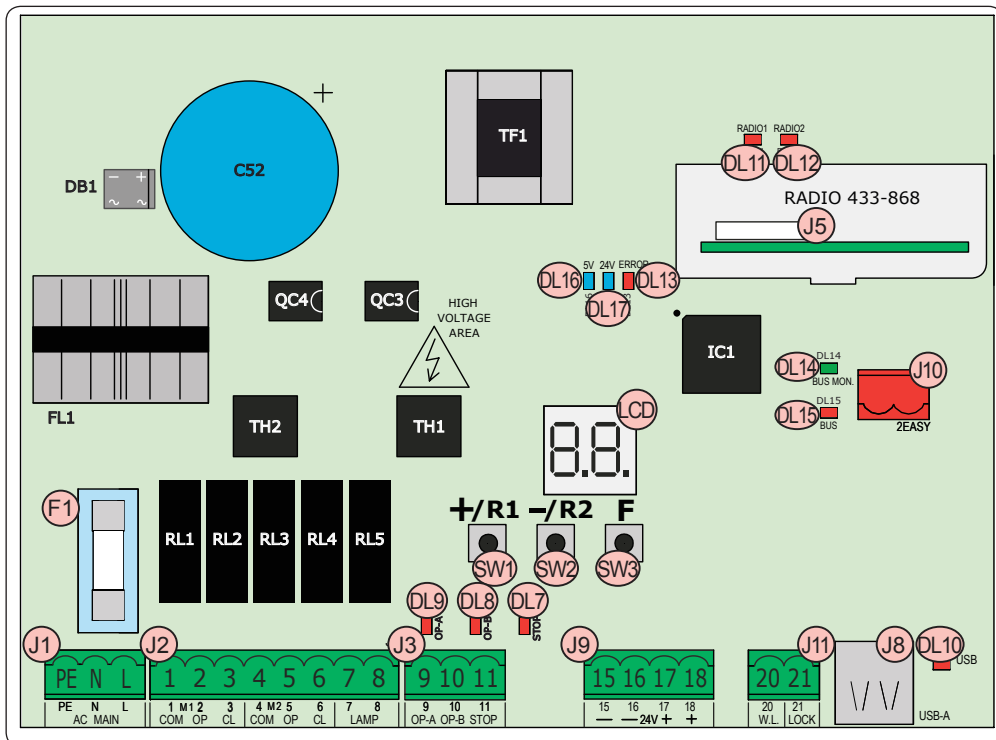 +
TF1
RADIO1 RADIO2
DL11 DL12
DB1
C52
RADIO 433-868
J5
5V 24V ERROR
DL16 DL13
DL17
QC4 QC3
HIGH
VOLTAGE
AREA
IC1
DL14 DL14
BUS MON.
J10
FL1
TH2 TH1
LCD
8.8.
DL15 DL15
BUS
2EASY
F1
+/R1 -/R2 F
RL1 RL2 RL3 RL4 RL5
SW1 SW2 SW3
DL9 DL8 DL7
OP-A OP-B STOP
J1 J2 J3 J9 J11 J8 DL10
USB
PE N L 1 2 3 4 5 6 7 8 9 10 11 15 16 17 18 20 21
PE N L 1 M1 2 3 4 M2 5 6 7 8 9 10 11 15 16 17 18 20 21
AC MAIN COM OP CL COM OP CL LAMP OP-A OP-B STOP — — 24V + + W.L. LOCK
USB-A